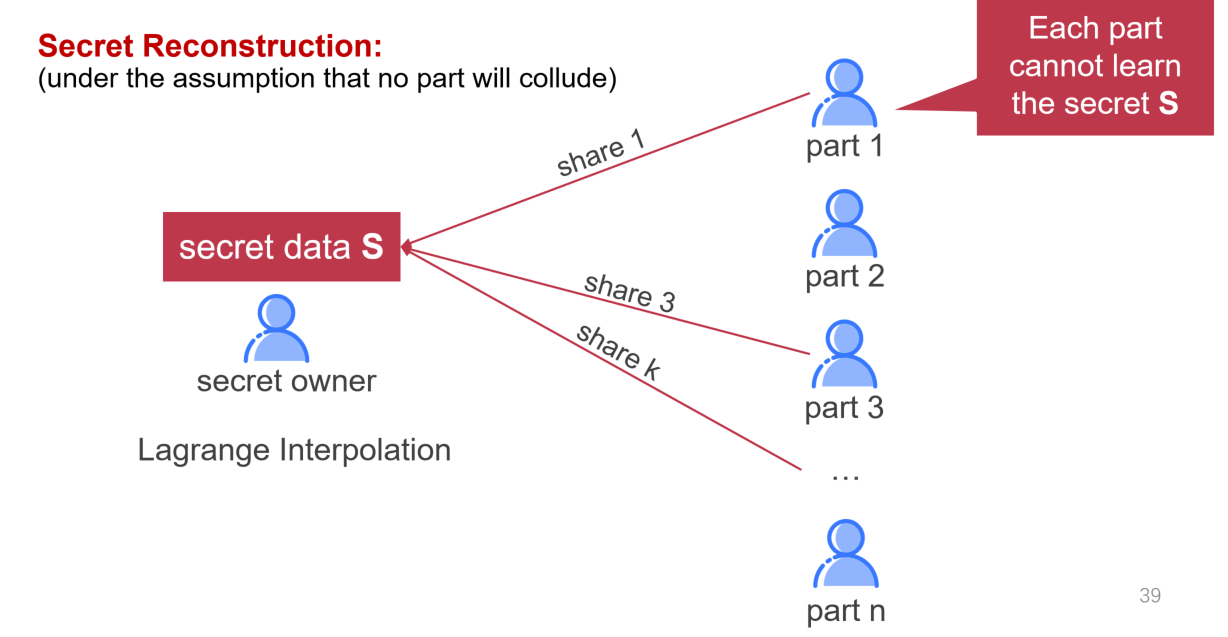 Secret Reconstruction:
(under the assumption that no part will collude)
Each part
cannot learn
the secret S
share 1
part 1
secret data S
part 2
share 3
share k
secret owner
part 3
Lagrange Interpolation
...
part n
39